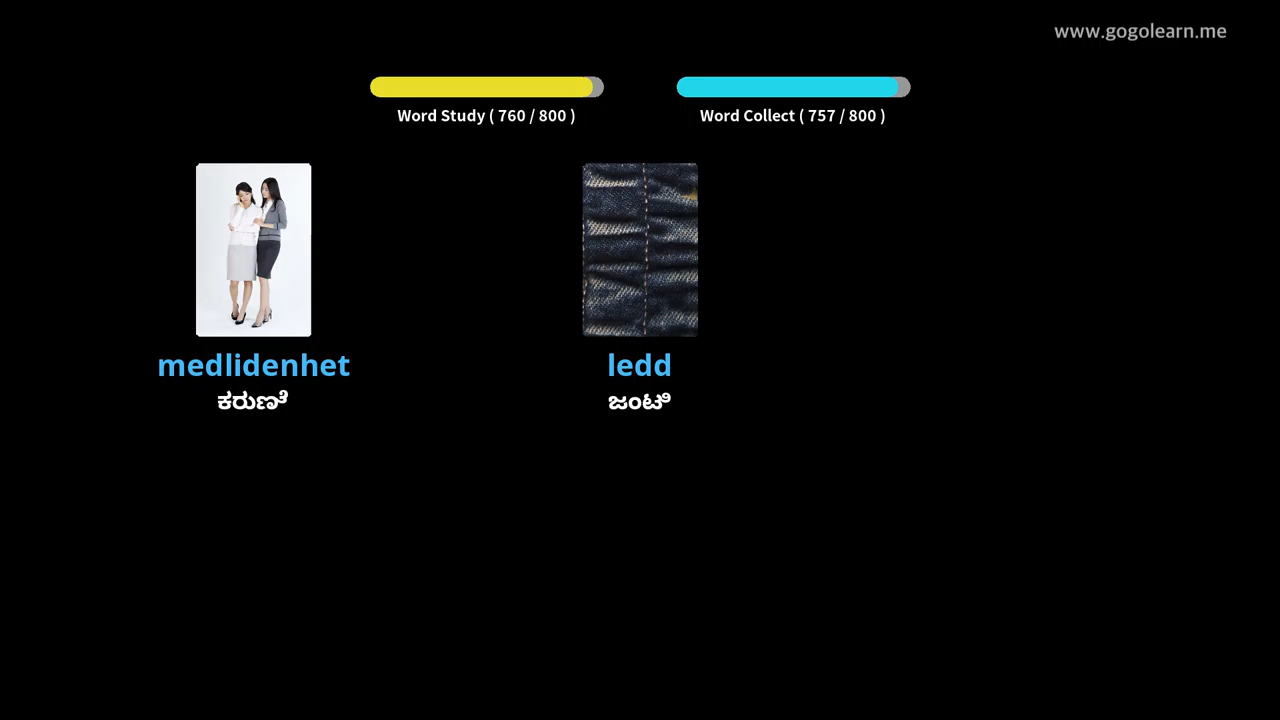 www.gogolearn.me
Word Study ( 760 / 800 )
Word Collect ( 757 / 800 )
medlidenhet
ಕರುಣೆ
ledd
ಜಂಟಿ